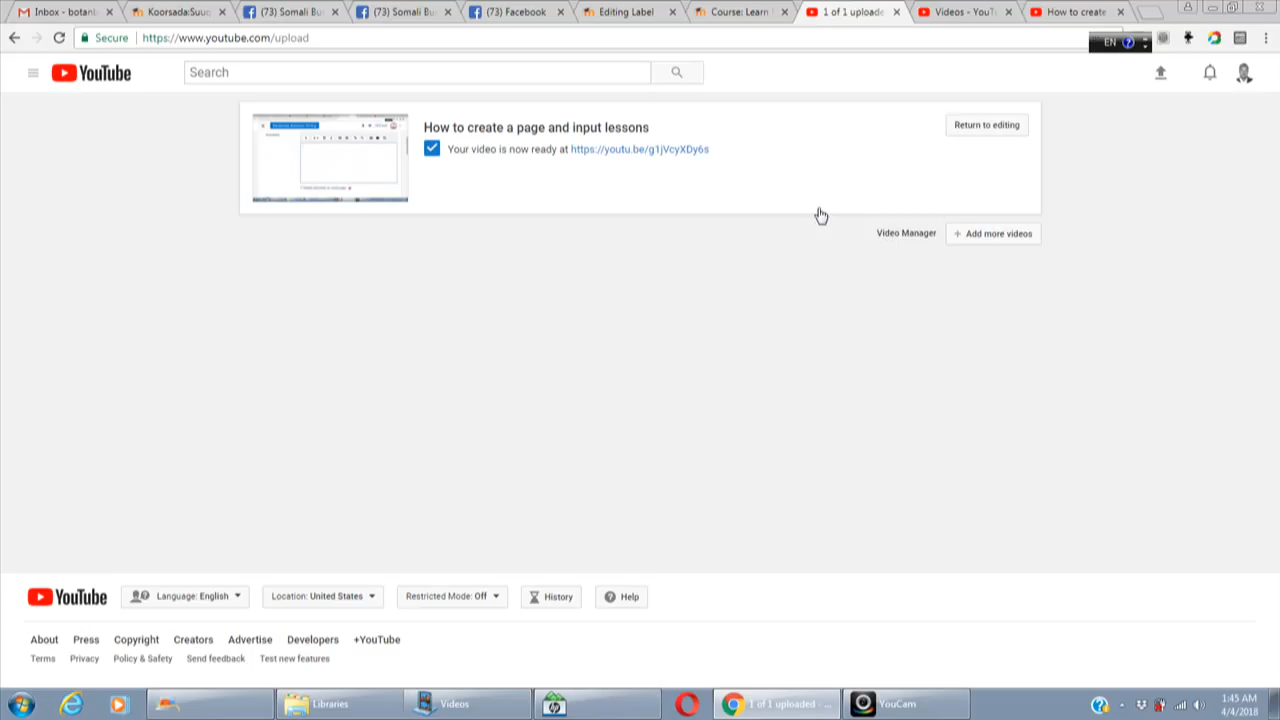 Inbox - botan
Koorsada:Suuq
(73) Somali Bu
(73) Somali Bu
(73) Facebook
Editing Label
Course: Learn
1 of 1 uploade
Videos - YouT
How to create
Secure
https://www.youtube.com/upload
EN
YouTube
Search
How to create a page and input lessons
Return to editing
Your video is now ready at https://youtu.be/g1jVcyXDy6s
Video Manager
+ Add more videos
YouTube
Language: English
Location: United States
Restricted Mode: Off
History
Help
About Press Copyright Creators Advertise Developers +YouTube
Terms Privacy Policy & Safety Send feedback Test new features
Libraries
Videos
1 of 1 uploaded - ...
YouCam
1:45 AM
4/4/2018